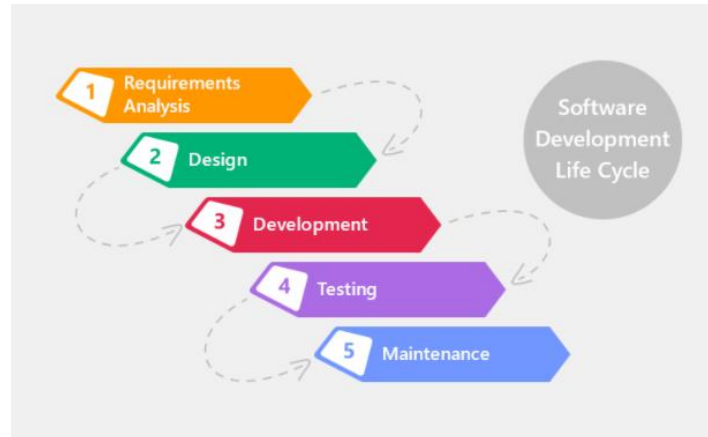 1
Requirements
Analysis
2
Design
3
Development
4
Testing
5
Maintenance
Software
Development
Life Cycle